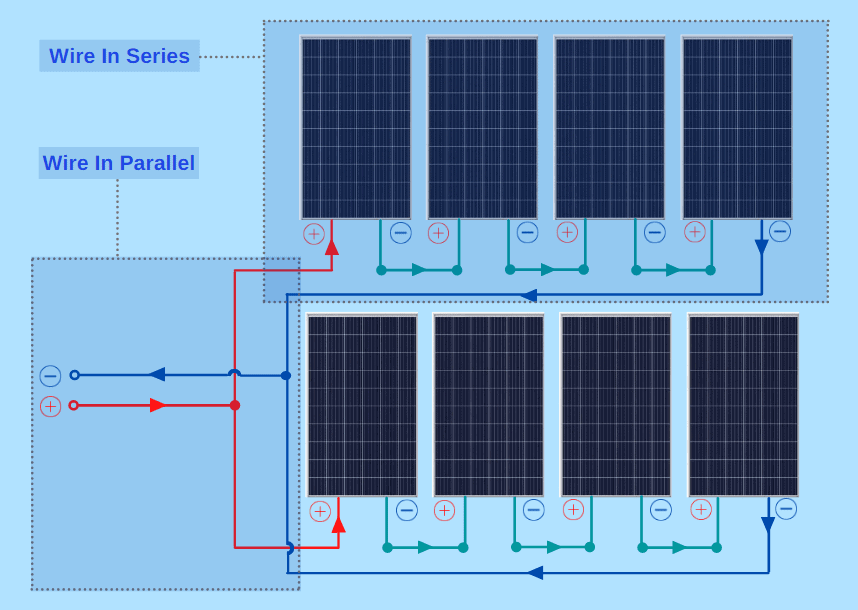 Wire In Series
Wire In Parallel
+ − + − + − + −
−
+
+ − + − + − + −